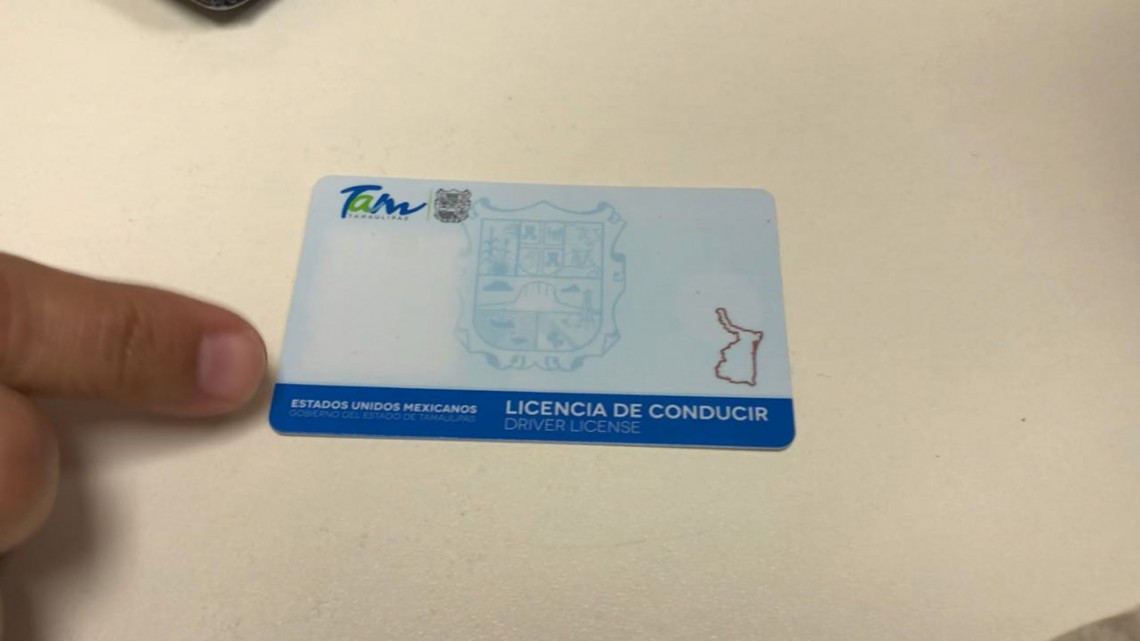 Tam
TAMAULIPAS
ESTADOS UNIDOS MEXICANOS
GOBIERNO DEL ESTADO DE TAMAULIPAS
LICENCIA DE CONDUCIR
DRIVER LICENSE